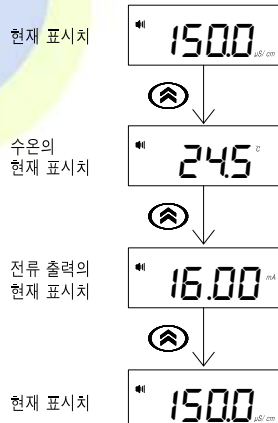 현재 표시치
150.0
μS/cm
수온의
현재 표시치
24.5
℃
전류 출력의
현재 표시치
16.00
mA
현재 표시치
150.0
μS/cm